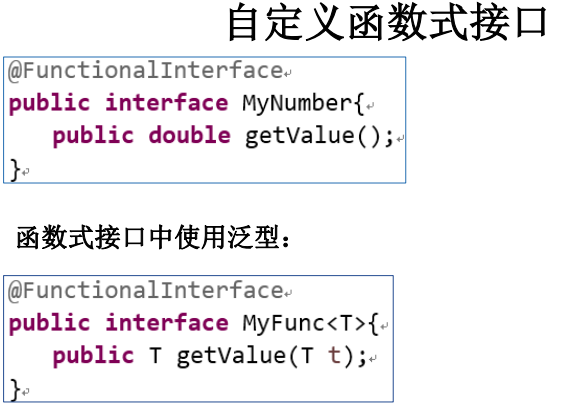 自定义函数式接口
@FunctionalInterface↵
public interface MyNumber{↵
public double getValue();↵
}↵
函数式接口中使用泛型：
@FunctionalInterface↵
public interface MyFunc<T>{↵
public T getValue(T t);↵
}↵